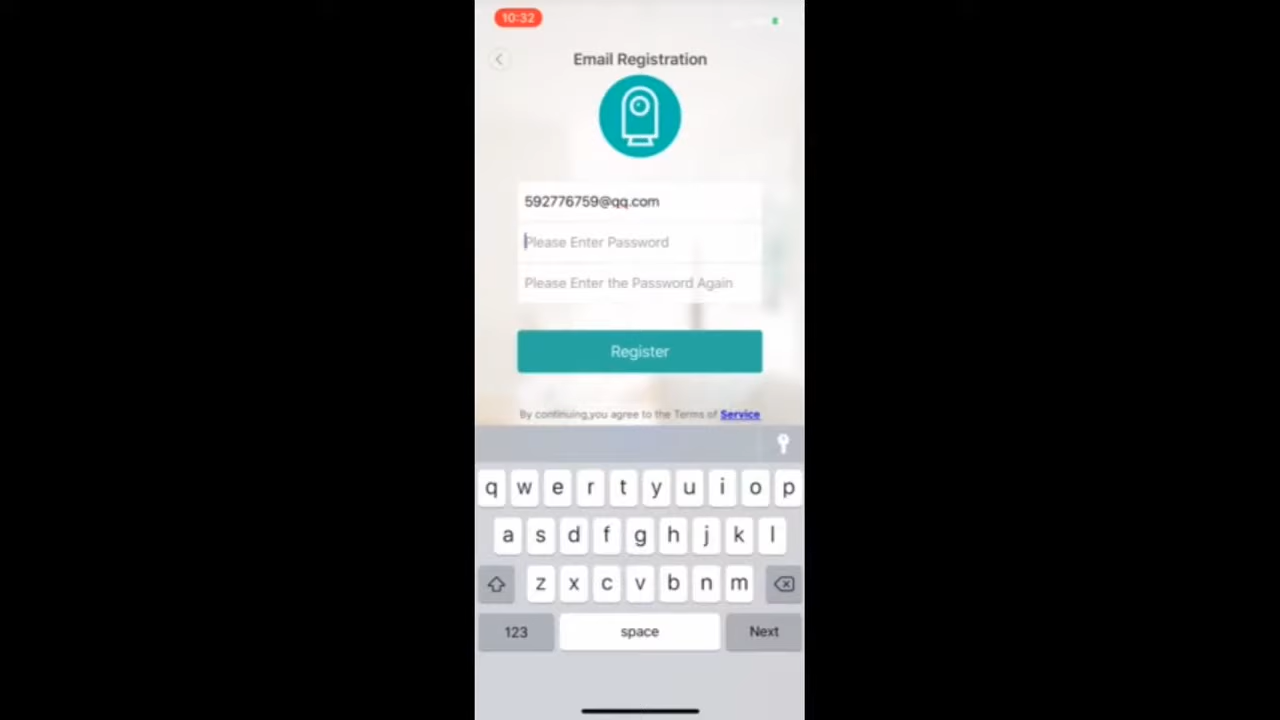 10:32
Email Registration
592776759@qq.com
Please Enter Password
Please Enter the Password Again
Register
By continuing,you agree to the Terms of Service
q w e r t y u i o p
a s d f g h j k l
z x c v b n m
123 space Next